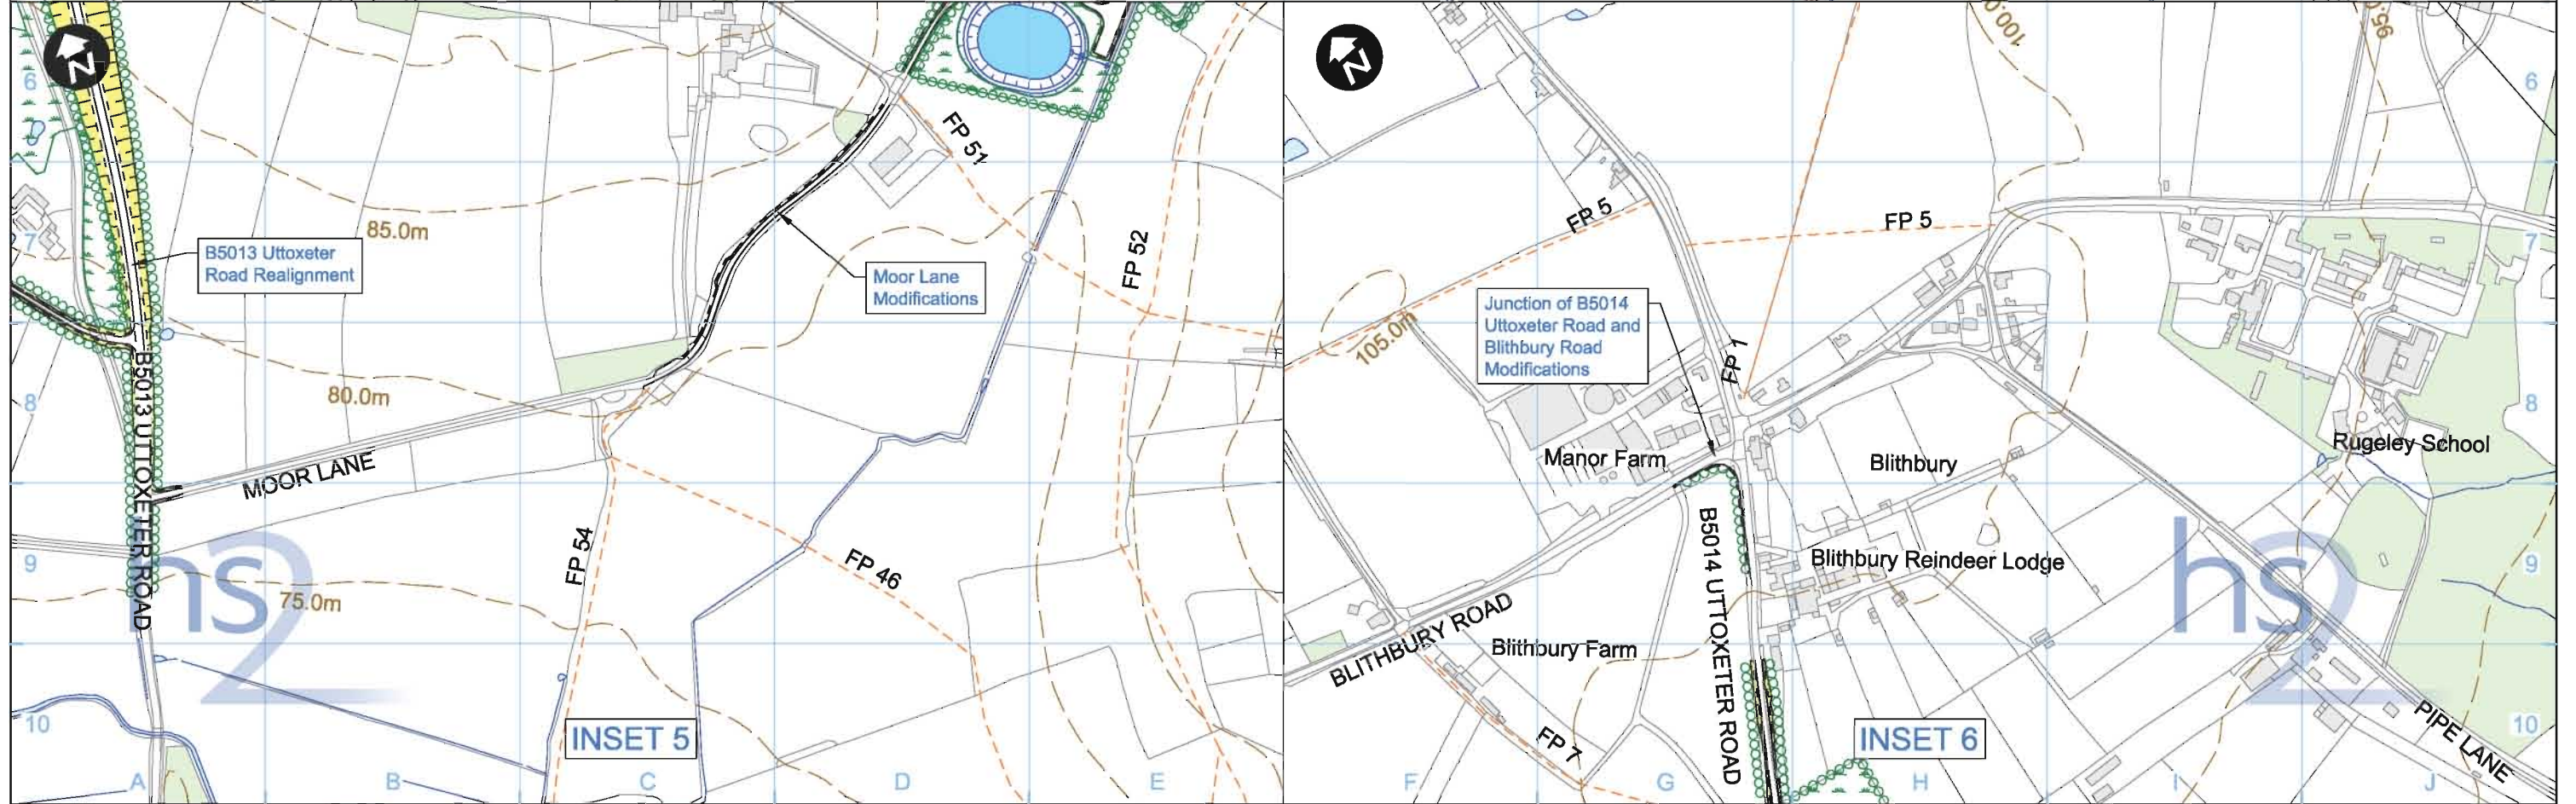 N
6
FP 51
7
85.0m
B5013 Uttoxeter
Road Realignment
Moor Lane
Modifications
FP 52
8
80.0m
B5013 UTTOXETER ROAD
MOOR LANE
9
hs2
75.0m
FP 54
FP 46
10
INSET 5
A
B
C
D
E
N
100.0
95.0
6
FP 5
FP 5
7
Junction of B5014
Uttoxeter Road and
Blithbury Road
Modifications
105.0m
FP 1
8
Manor Farm
Blithbury
Rugeley School
B5014 UTTOXETER ROAD
Blithbury Reindeer Lodge
9
hs2
BLITHBURY ROAD
Blithbury Farm
FP 7
INSET 6
PIPE LANE
10
F
G
H
I
J